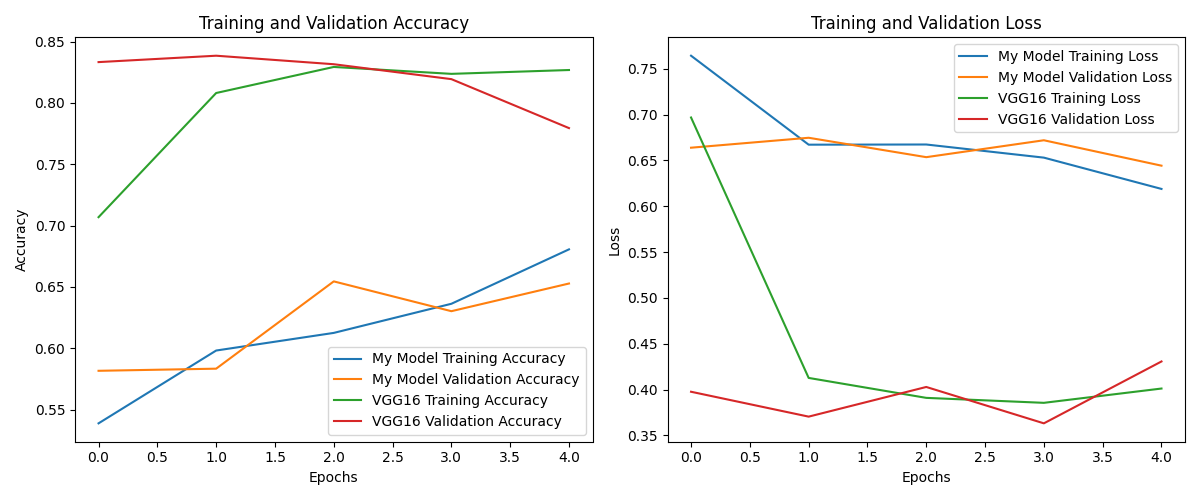 Training and Validation Accuracy
Accuracy
0.85
0.80
0.75
0.70
0.65
0.60
0.55
My Model Training Accuracy
My Model Validation Accuracy
VGG16 Training Accuracy
VGG16 Validation Accuracy
0.0 0.5 1.0 1.5 2.0 2.5 3.0 3.5 4.0
Epochs
Training and Validation Loss
Loss
0.75
0.70
0.65
0.60
0.55
0.50
0.45
0.40
0.35
My Model Training Loss
My Model Validation Loss
VGG16 Training Loss
VGG16 Validation Loss
0.0 0.5 1.0 1.5 2.0 2.5 3.0 3.5 4.0
Epochs